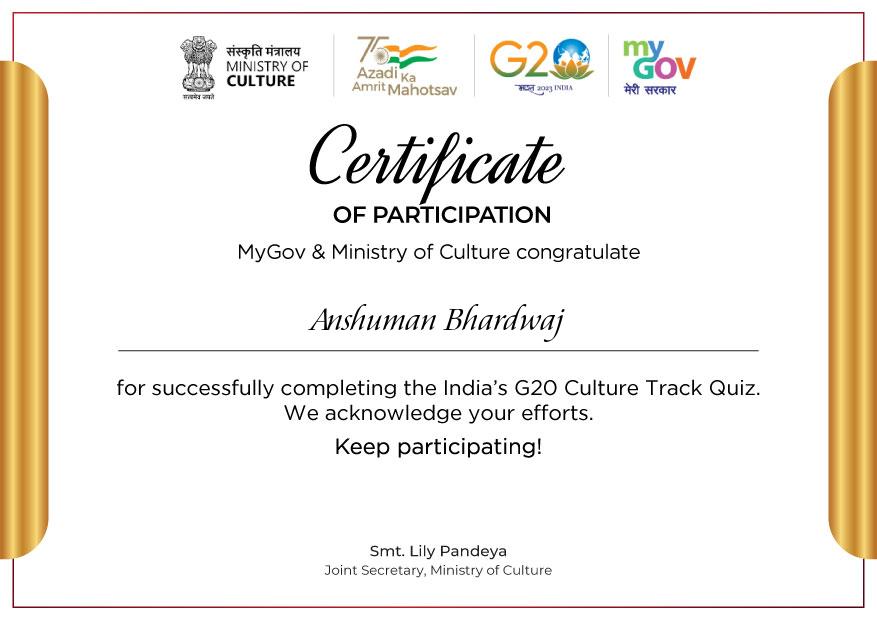 संस्कृति मंत्रालय
MINISTRY OF
CULTURE
सत्यमेव जयते
75
Azadi Ka
Amrit Mahotsav
G20
भारत 2023 INDIA
my
GOV
मेरी सरकार
Certificate
OF PARTICIPATION
MyGov & Ministry of Culture congratulate
Anshuman Bhardwaj
for successfully completing the India’s G20 Culture Track Quiz.
We acknowledge your efforts.
Keep participating!
Smt. Lily Pandeya
Joint Secretary, Ministry of Culture